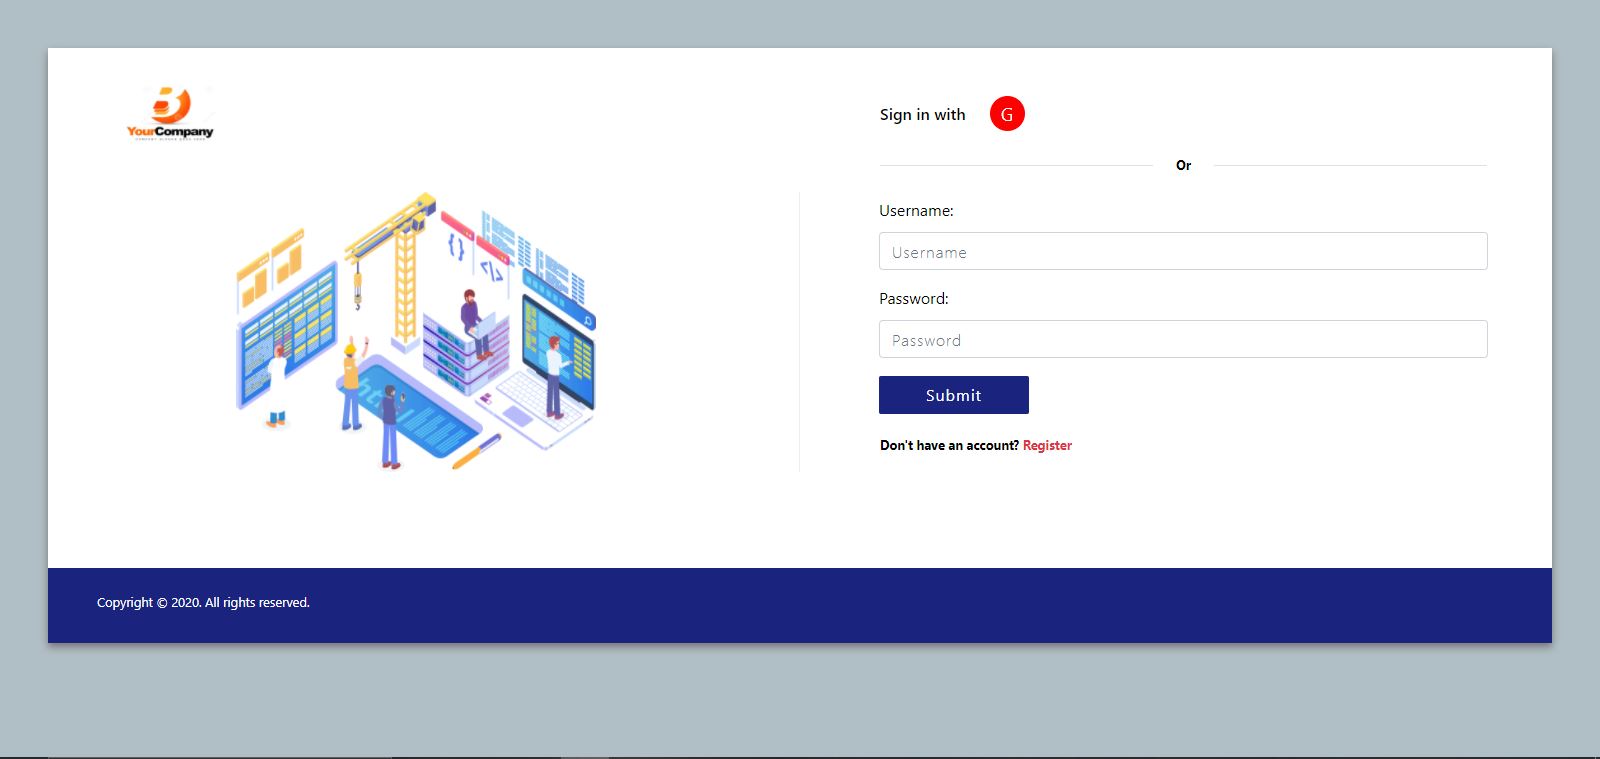 YourCompany
Sign in with G
Or
Username:
Username
Password:
Password
Submit
Don't have an account? Register
{ }
</>
html
Copyright © 2020. All rights reserved.